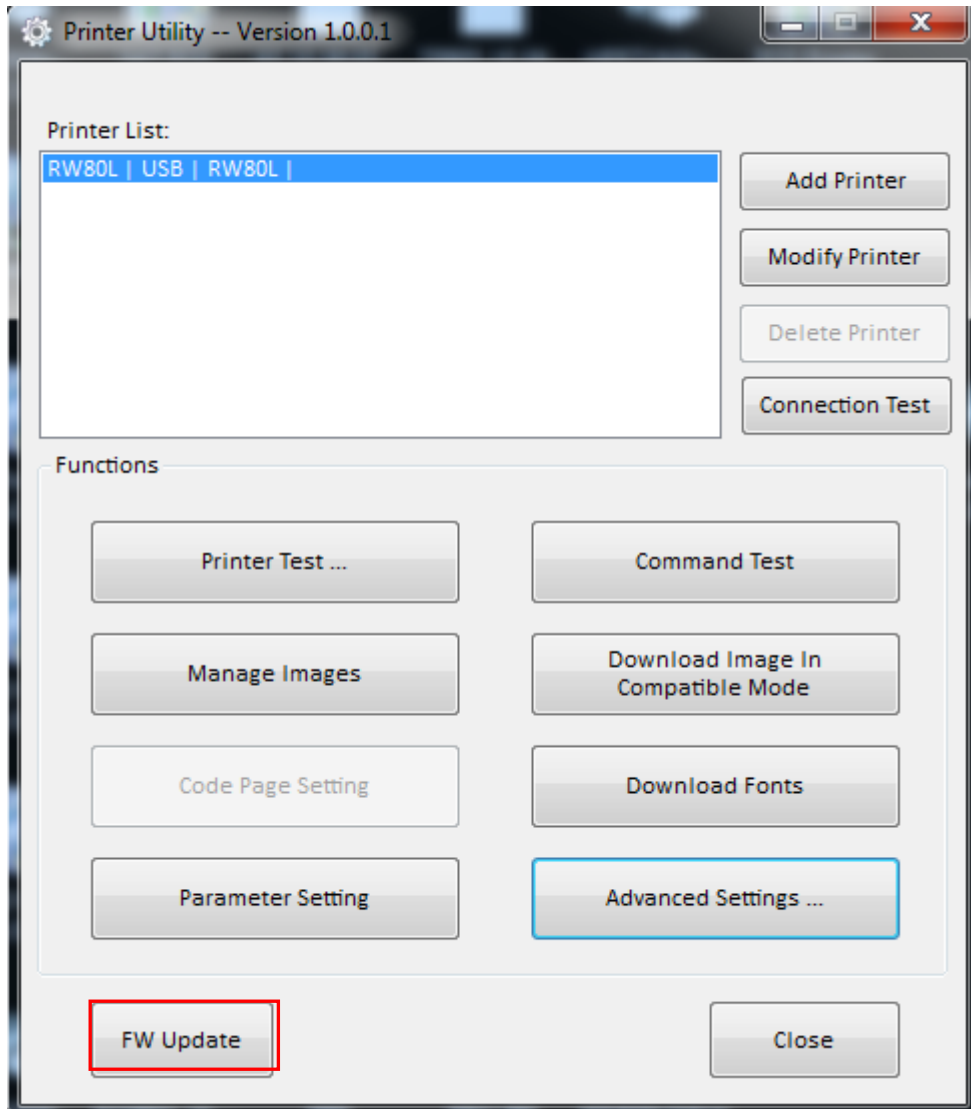 Printer Utility -- Version 1.0.0.1
Printer List:
RW80L | USB | RW80L |
Add Printer
Modify Printer
Delete Printer
Connection Test
Functions
Printer Test ...
Command Test
Manage Images
Download Image In
Compatible Mode
Code Page Setting
Download Fonts
Parameter Setting
Advanced Settings ...
FW Update
Close